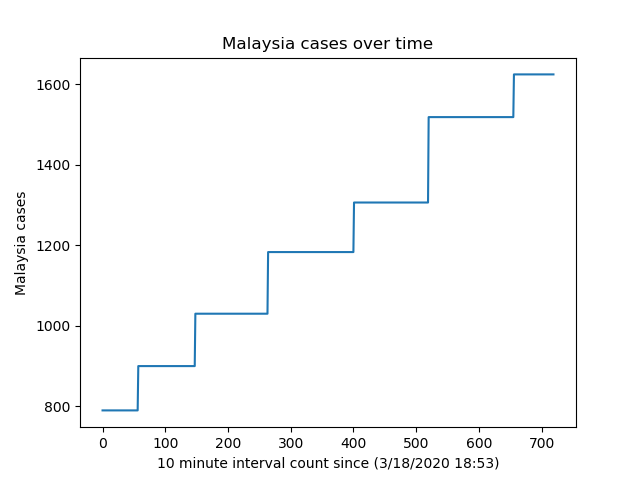 Malaysia cases over time
Malaysia cases
1600
1400
1200
1000
800
0 100 200 300 400 500 600 700
10 minute interval count since (3/18/2020 18:53)